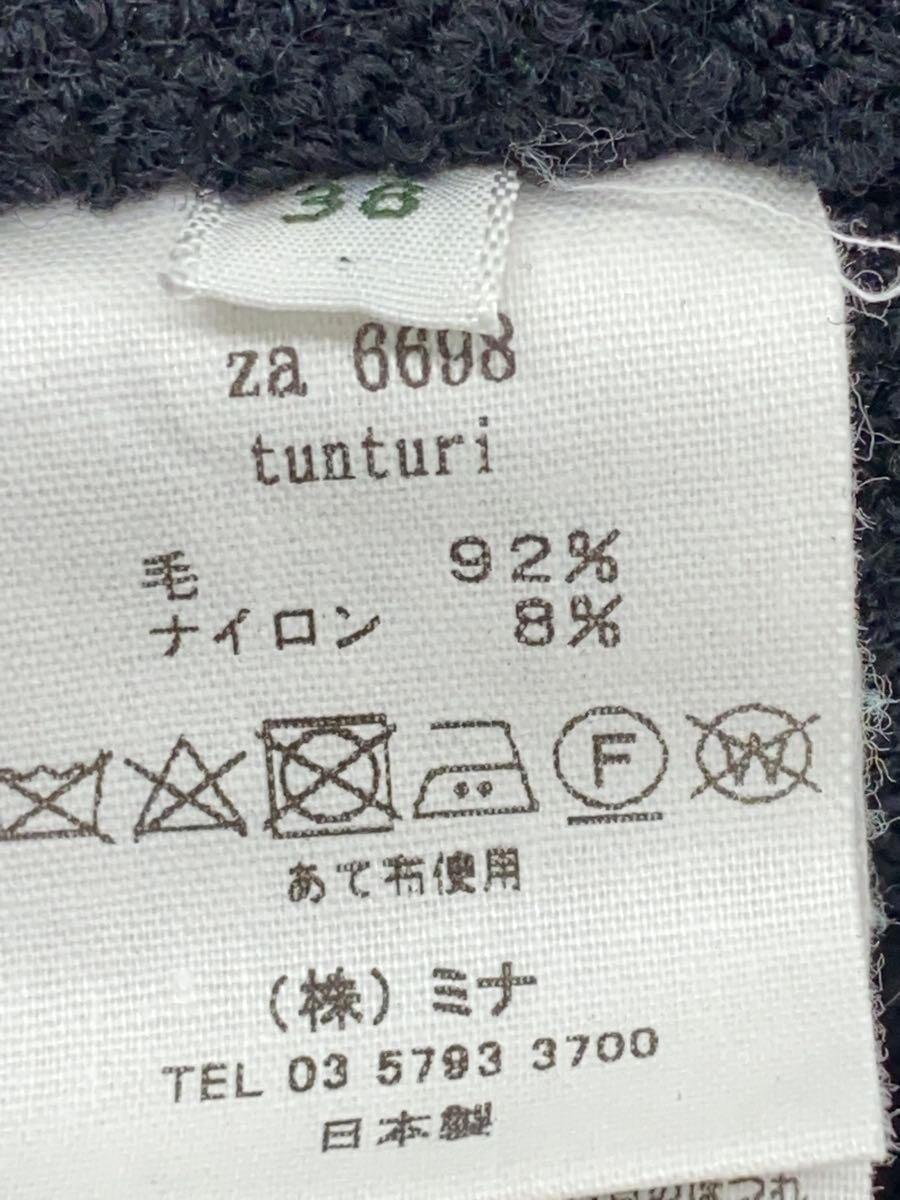 38
za 6698
tunturi
毛 92%
ナイロン 8%
F W
あて布使用
(株)ミナ
TEL 03 5793 3700
日本製